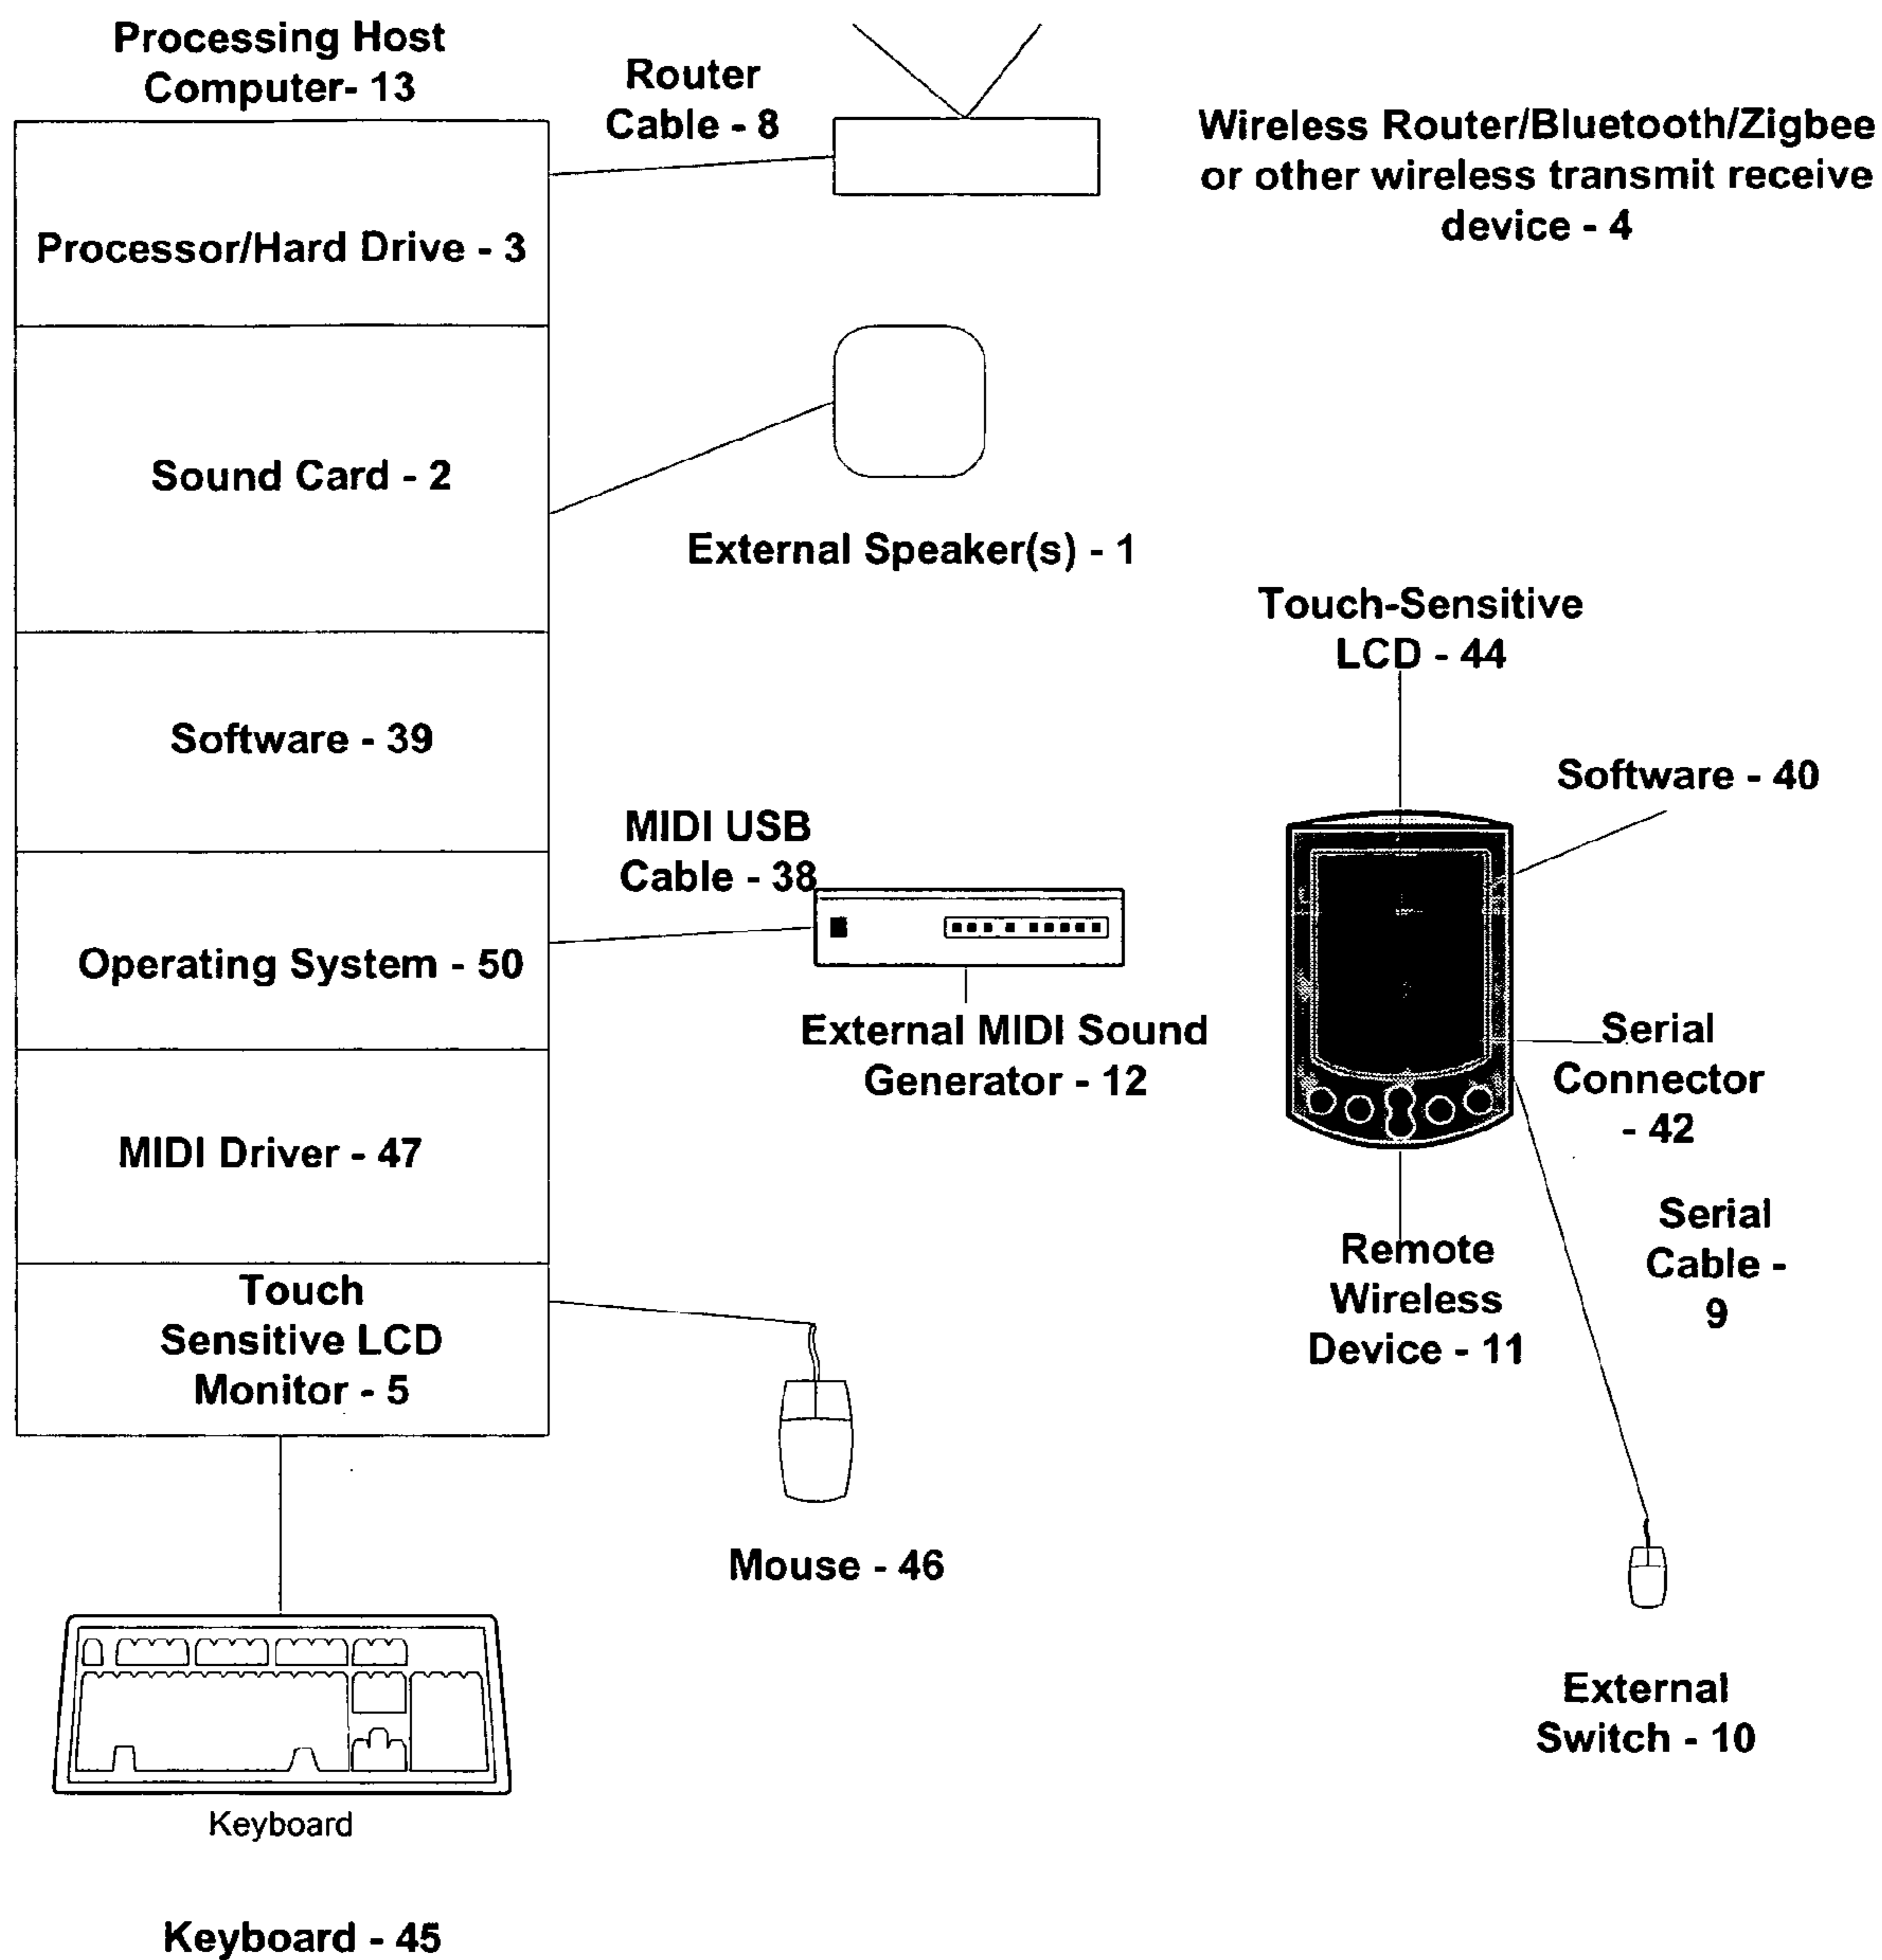 Processing Host
Computer- 13
Router
Cable - 8
Wireless Router/Bluetooth/Zigbee
or other wireless transmit receive
device - 4
Processor/Hard Drive - 3
Sound Card - 2
External Speaker(s) - 1
Touch-Sensitive
LCD - 44
Software - 39
Software - 40
MIDI USB
Cable - 38
Operating System - 50
External MIDI Sound
Generator - 12
Serial
Connector
- 42
MIDI Driver - 47
Serial
Cable -
9
Remote
Wireless
Device - 11
Touch
Sensitive LCD
Monitor - 5
Mouse - 46
External
Switch - 10
Keyboard
Keyboard - 45